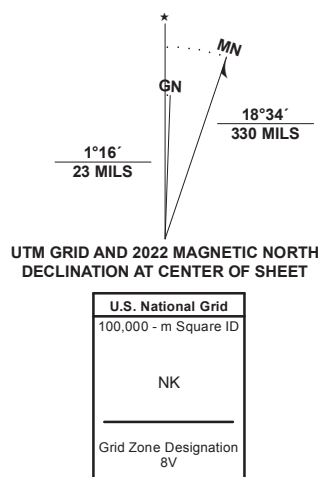 ★
MN
GN
18°34´
330 MILS
1°16´
23 MILS
UTM GRID AND 2022 MAGNETIC NORTH
DECLINATION AT CENTER OF SHEET
U.S. National Grid
100,000 - m Square ID
NK
Grid Zone Designation
8V